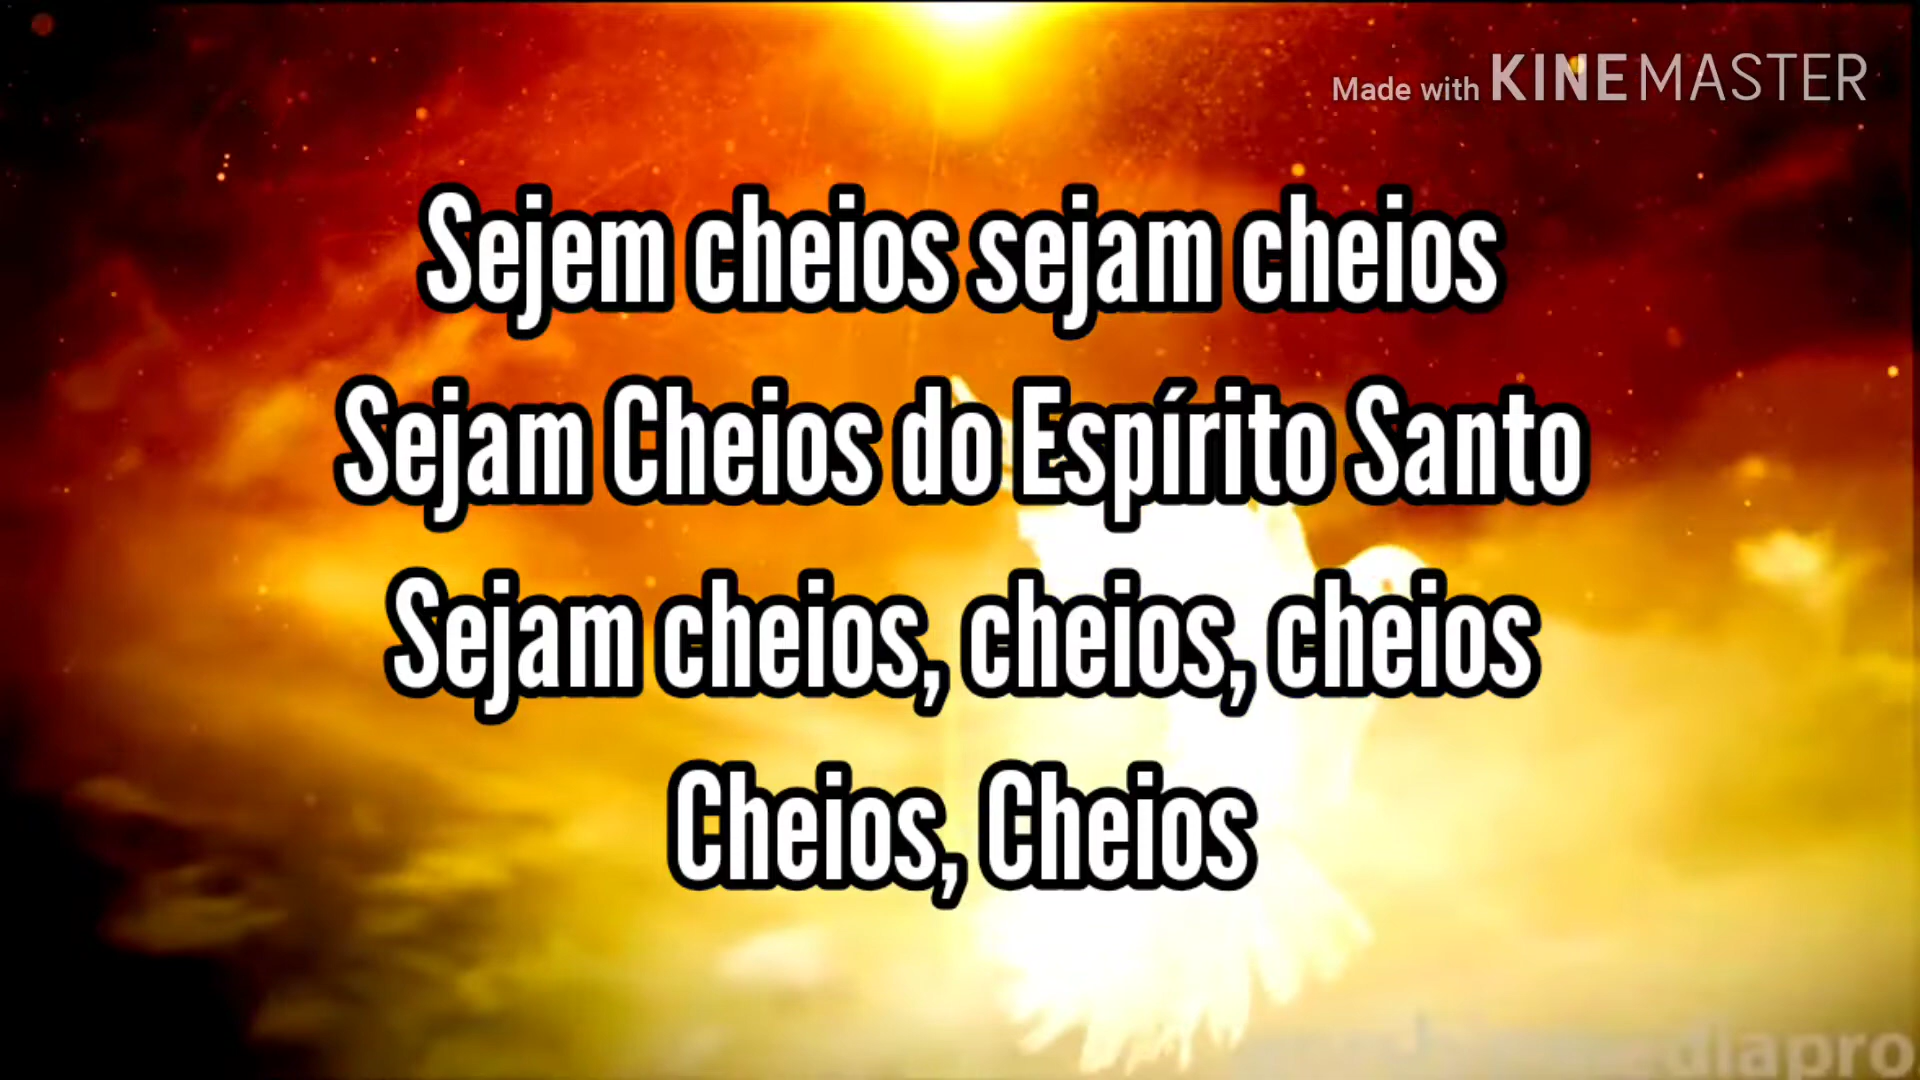 Made with KINEMASTER
Sejem cheios sejam cheios
Sejam Cheios do Espírito Santo
Sejam cheios, cheios, cheios
Cheios, Cheios